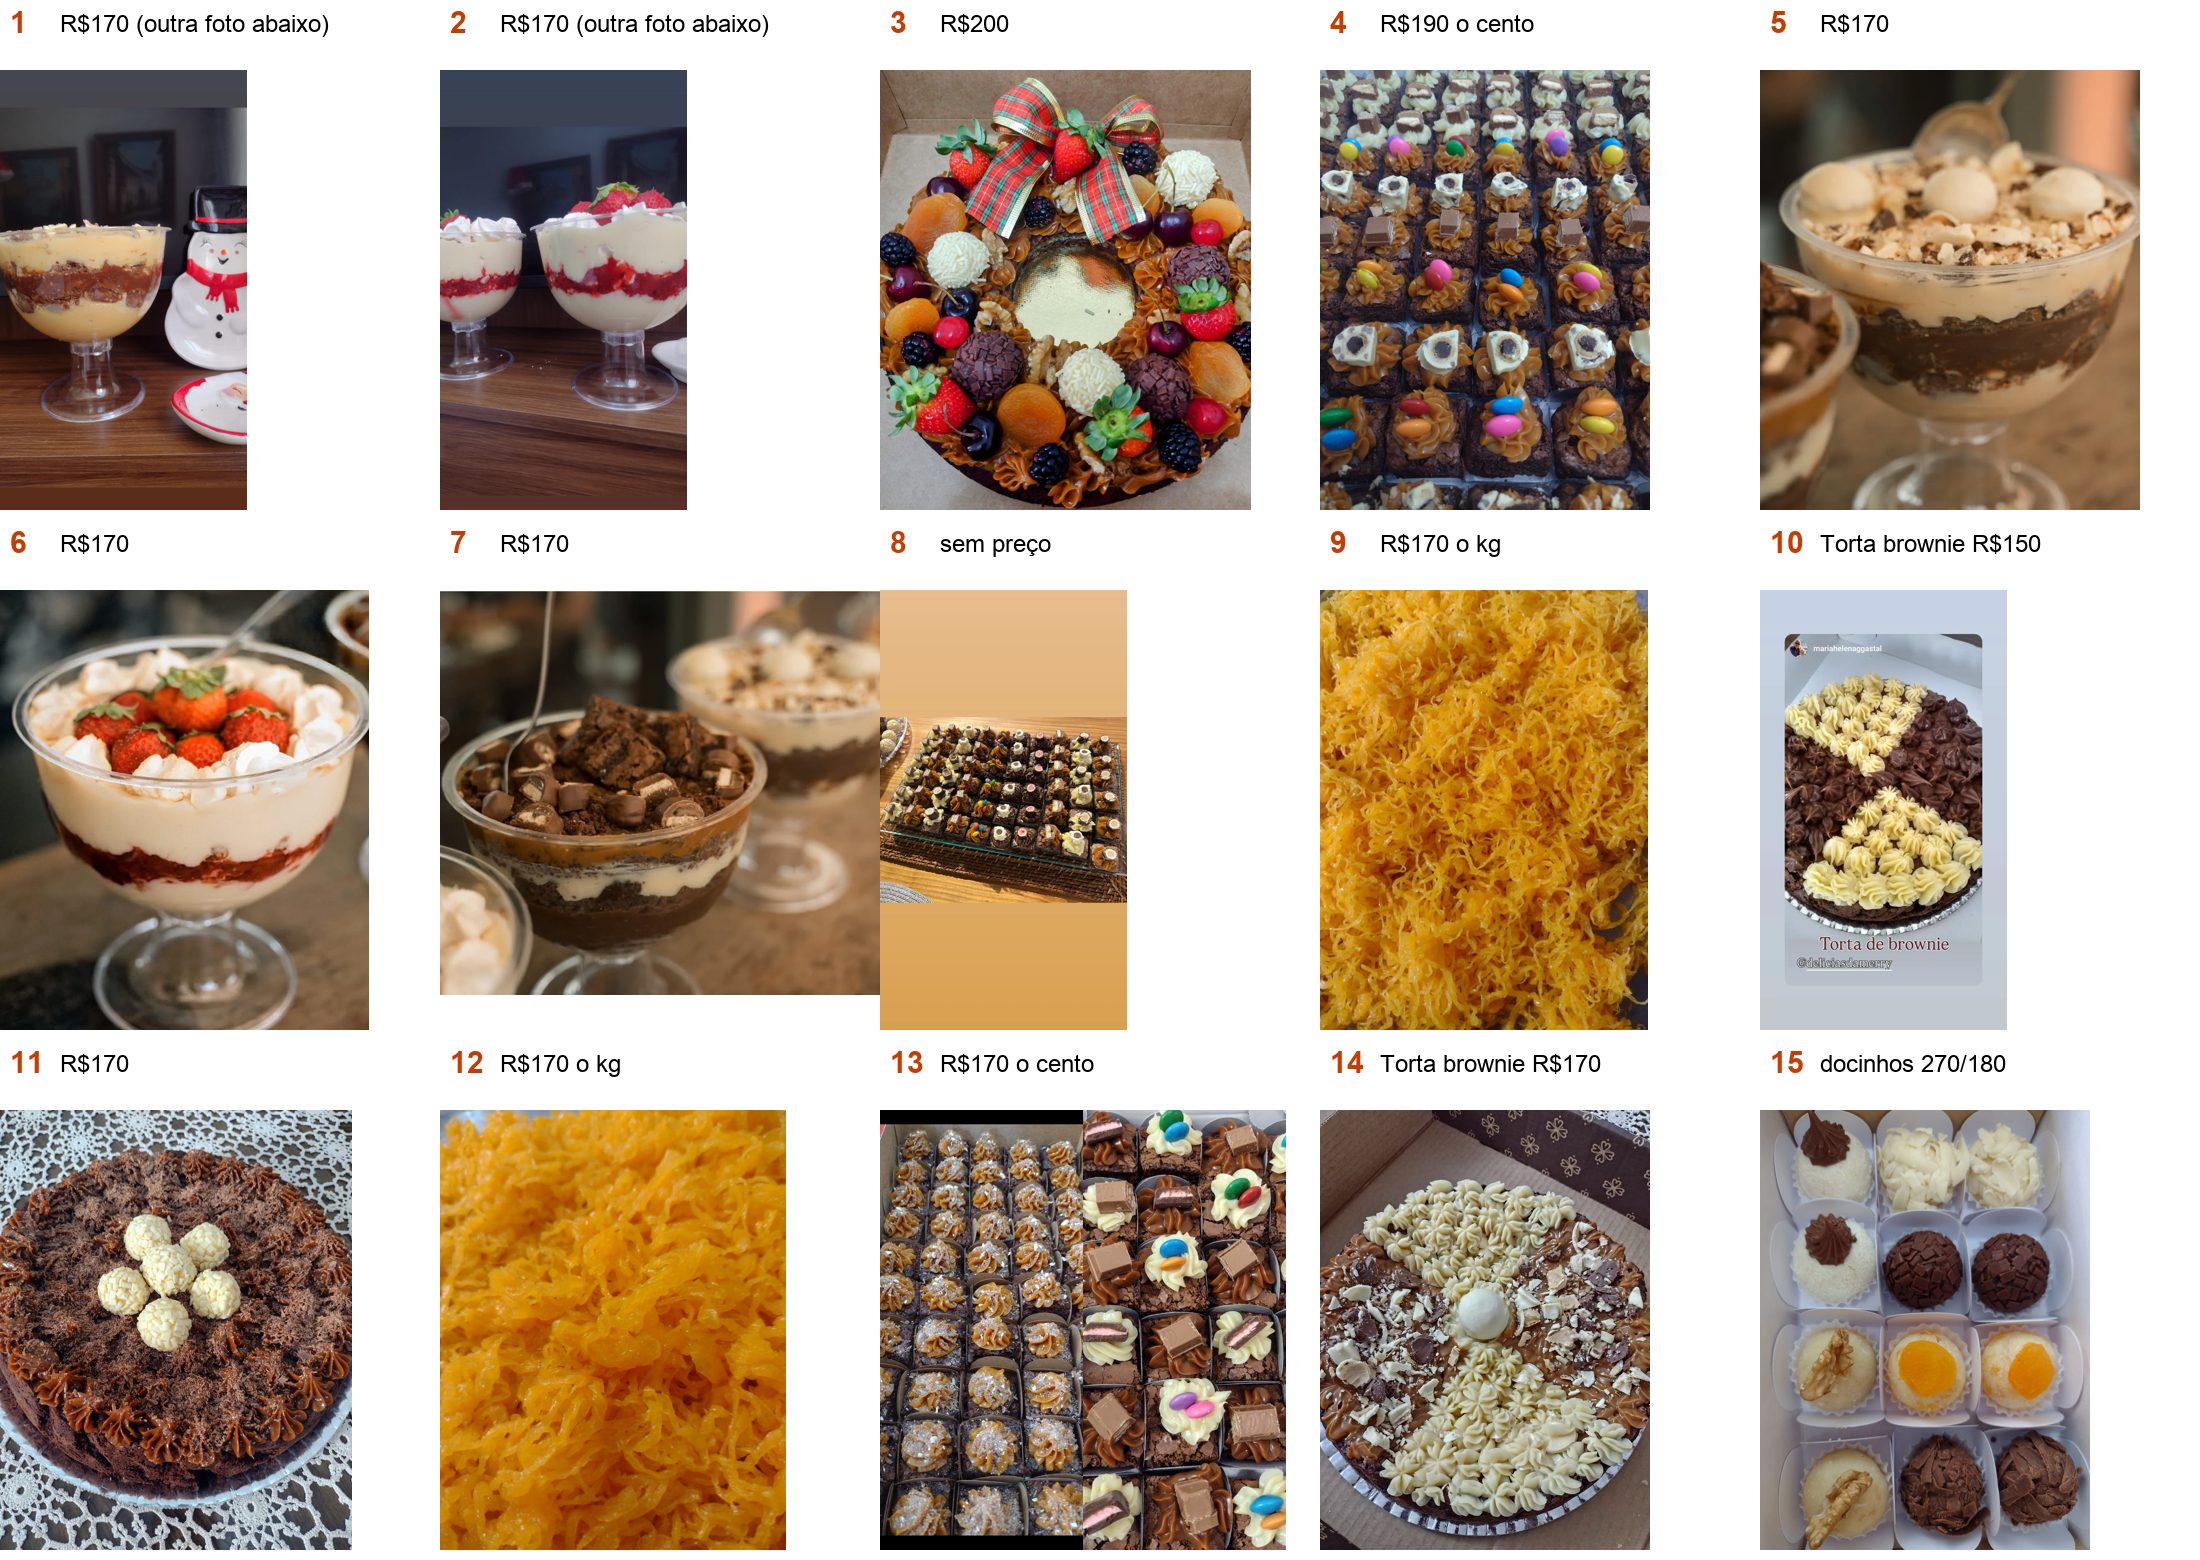 1 R$170 (outra foto abaixo)
2 R$170 (outra foto abaixo)
3 R$200
4 R$190 o cento
5 R$170
6 R$170
7 R$170
8 sem preço
9 R$170 o kg
10 Torta brownie R$150
mariahelenaggastal
Torta de brownie
@deliciasdamerry
11 R$170
12 R$170 o kg
13 R$170 o cento
14 Torta brownie R$170
15 docinhos 270/180